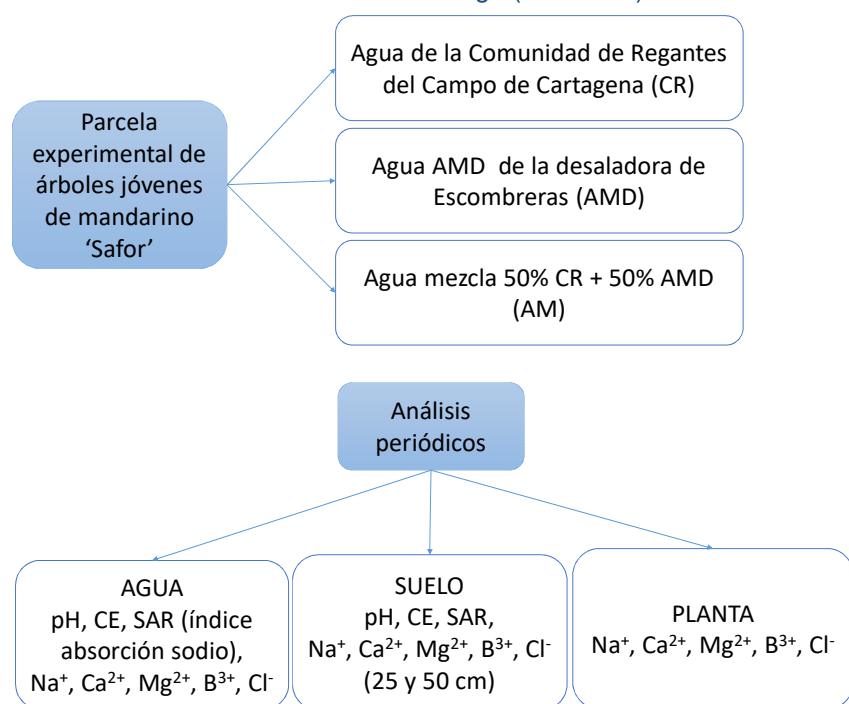 Agua de la Comunidad de Regantes
del Campo de Cartagena (CR)
Parcela
experimental de
árboles jóvenes
de mandarino
‘Safor’
Agua AMD de la desaladora de
Escombreras (AMD)
Agua mezcla 50% CR + 50% AMD
(AM)
Análisis
periódicos
AGUA
pH, CE, SAR (índice
absorción sodio),
Na⁺, Ca²⁺, Mg²⁺, B³⁺, Cl⁻
SUELO
pH, CE, SAR,
Na⁺, Ca²⁺, Mg²⁺, B³⁺, Cl⁻
(25 y 50 cm)
PLANTA
Na⁺, Ca²⁺, Mg²⁺, B³⁺, Cl⁻